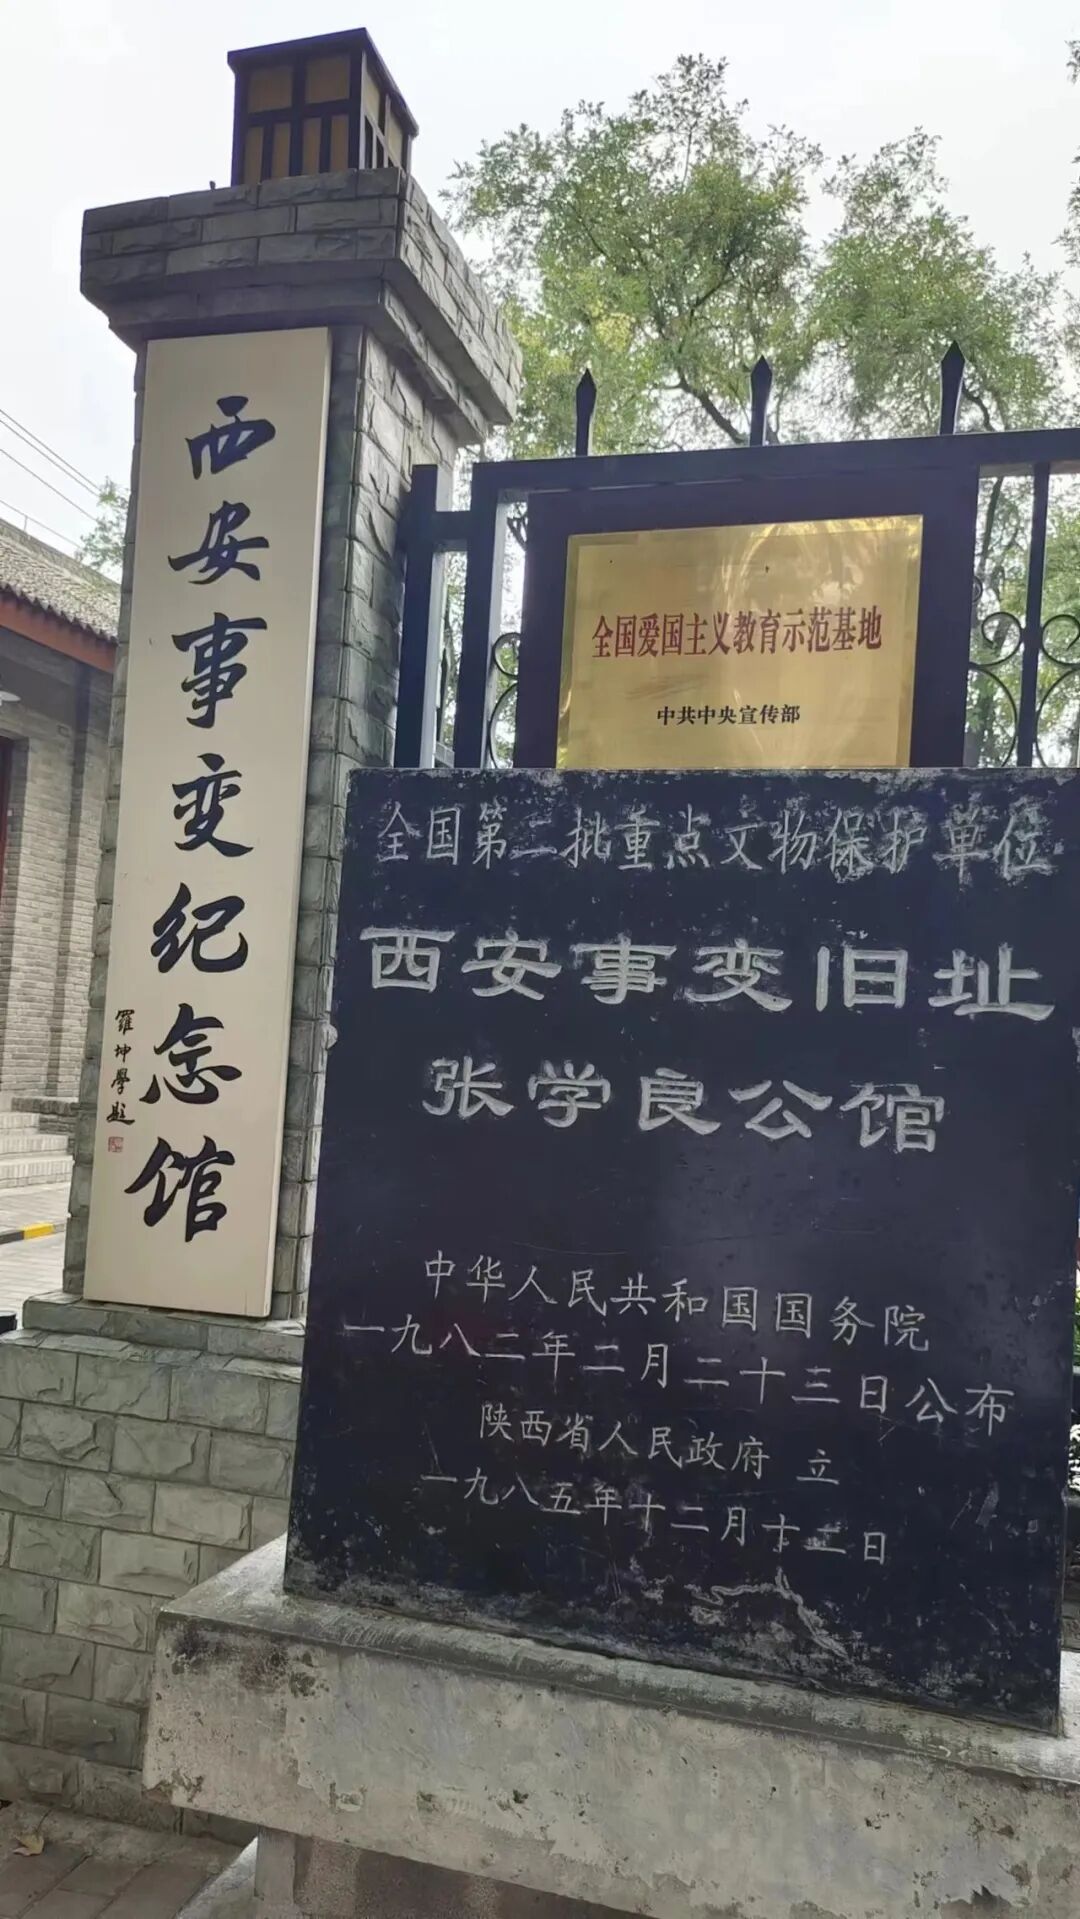 西安事变纪念馆
羅坤學題
全国爱国主义教育示范基地
中共中央宣传部
全国第二批重点文物保护单位
西安事变旧址
张学良公馆
中华人民共和国国务院
一九八二年二月二十三日公布
陕西省人民政府 立
一九八五年十二月十二日